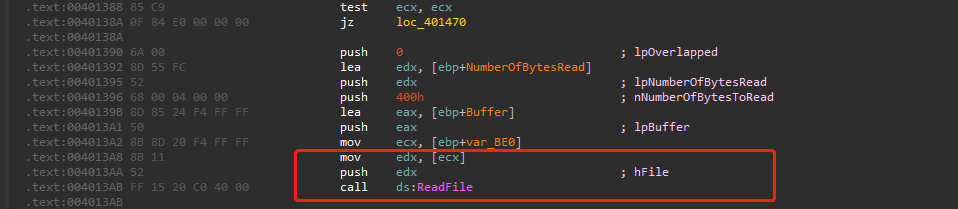 .text:00401388 85 C9 test ecx, ecx
.text:0040138A 0F 84 E0 00 00 00 jz loc_401470
.text:0040138A
.text:00401390 6A 00 push 0 ; lpOverlapped
.text:00401392 8D 55 FC lea edx, [ebp+NumberOfBytesRead]
.text:00401395 52 push edx ; lpNumberOfBytesRead
.text:00401396 68 00 04 00 00 push 400h ; nNumberOfBytesToRead
.text:0040139B 8D 85 24 F4 FF FF lea eax, [ebp+Buffer]
.text:004013A1 50 push eax ; lpBuffer
.text:004013A2 8B 8D 20 F4 FF FF mov ecx, [ebp+var_BE0]
.text:004013A8 8B 11 mov edx, [ecx]
.text:004013AA 52 push edx ; hFile
.text:004013AB FF 15 20 C0 40 00 call ds:ReadFile
.text:004013AB